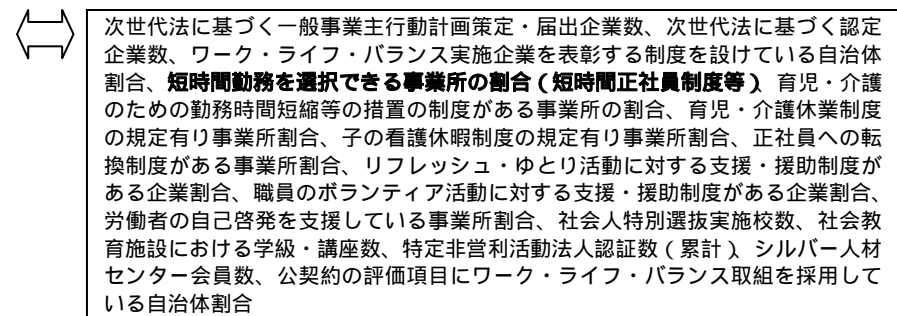 次世代法に基づく一般事業主行動計画策定・届出企業数、次世代法に基づく認定
企業数、ワーク・ライフ・バランス実施企業を表彰する制度を設けている自治体
割合、短時間勤務を選択できる事業所の割合（短時間正社員制度等）、育児・介護
のための勤務時間短縮等の措置の制度がある事業所の割合、育児・介護休業制度
の規定有り事業所割合、子の看護休暇制度の規定有り事業所割合、正社員への転
換制度がある事業所割合、リフレッシュ・ゆとり活動に対する支援・援助制度が
ある企業割合、職員のボランティア活動に対する支援・援助制度がある企業割合、
労働者の自己啓発を支援している事業所割合、社会人特別選抜実施校数、社会教
育施設における学級・講座数、特定非営利活動法人認証数（累計）、シルバー人材
センター会員数、公契約の評価項目にワーク・ライフ・バランス取組を採用して
いる自治体割合